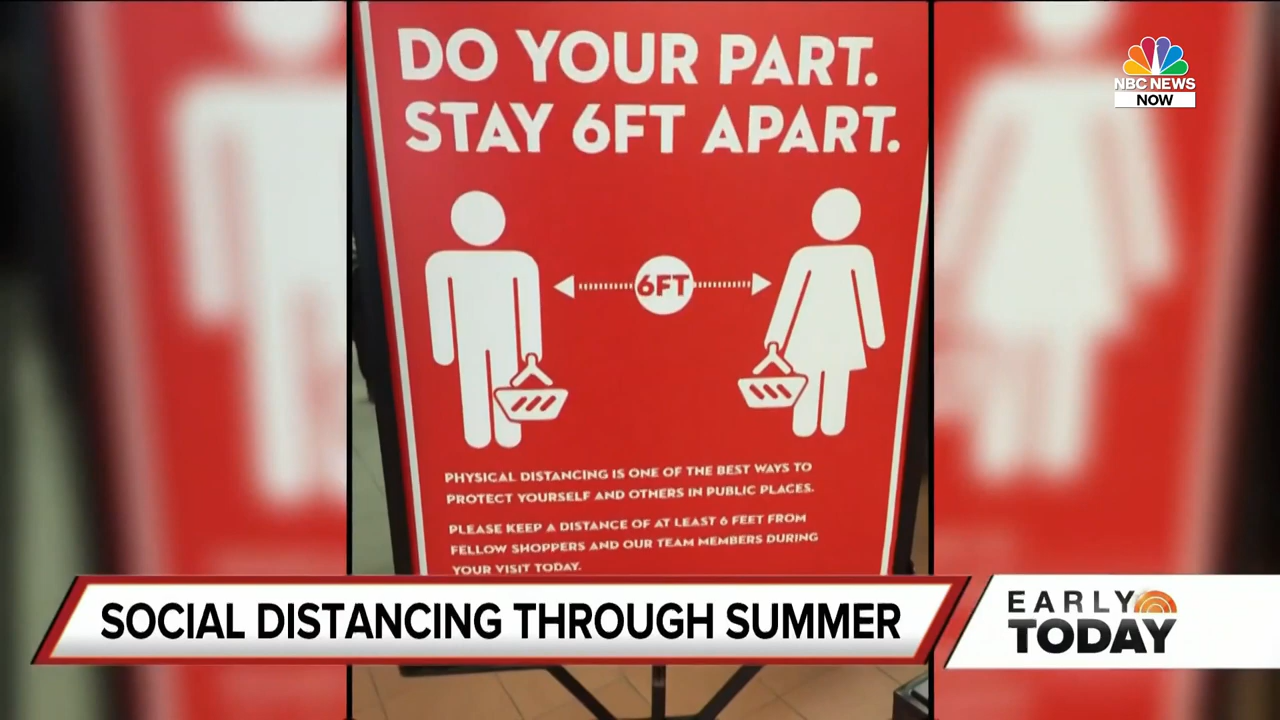 DO YOUR PART.
STAY 6FT APART.
NBC NEWS
NOW
6FT
PHYSICAL DISTANCING IS ONE OF THE BEST WAYS TO
PROTECT YOURSELF AND OTHERS IN PUBLIC PLACES.
PLEASE KEEP A DISTANCE OF AT LEAST 6 FEET FROM
FELLOW SHOPPERS AND OUR TEAM MEMBERS DURING
YOUR VISIT TODAY.
SOCIAL DISTANCING THROUGH SUMMER
EARLY
TODAY